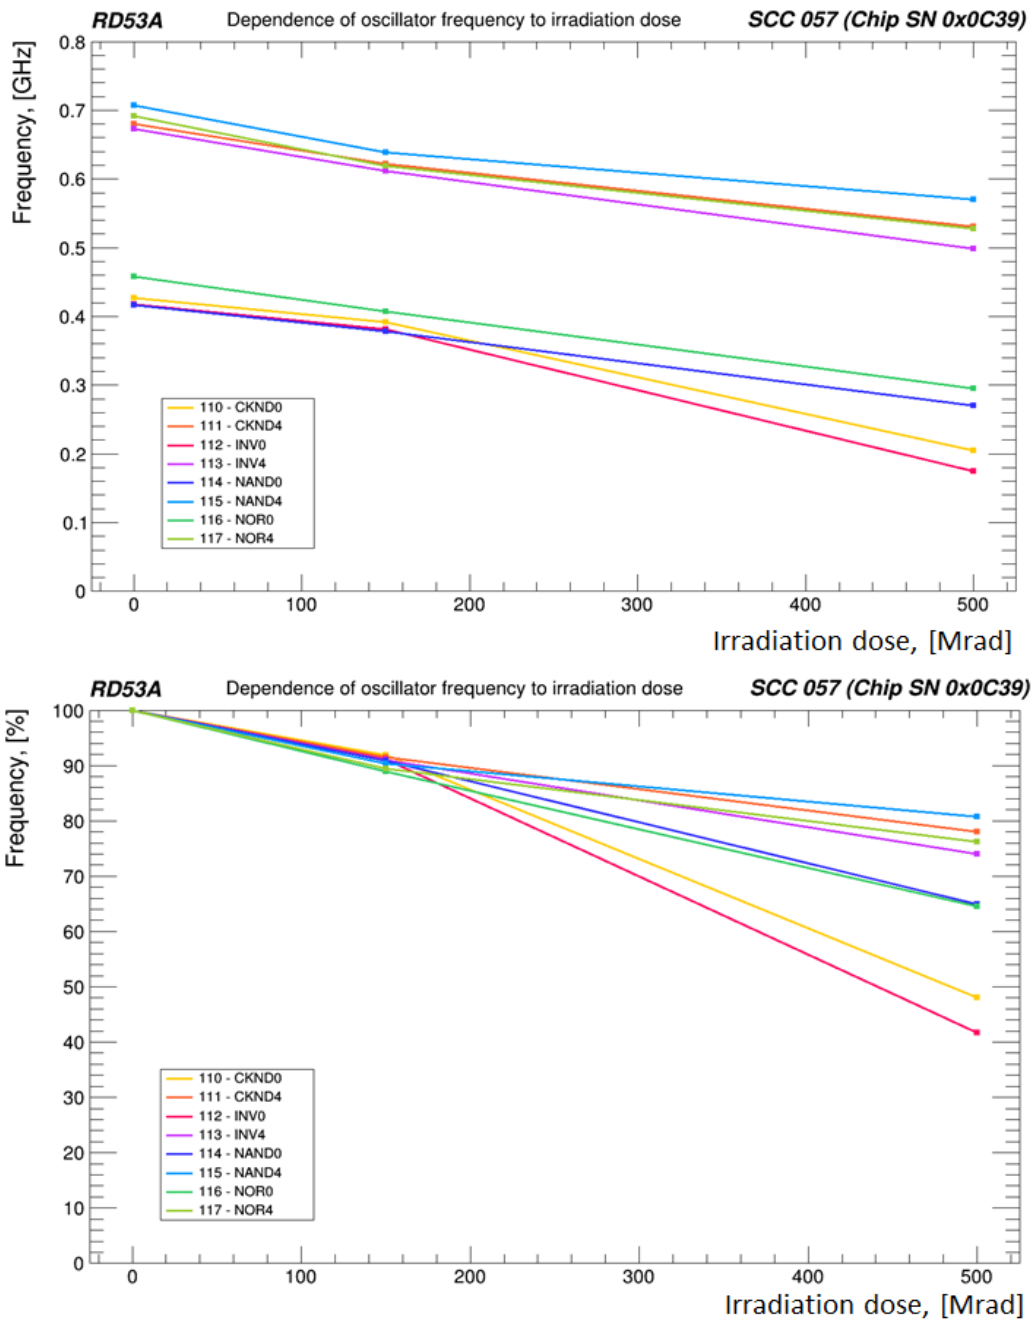 RD53A Dependence of oscillator frequency to irradiation dose SCC 057 (Chip SN 0x0C39)
Frequency, [GHz]
0.8
0.7
0.6
0.5
0.4
0.3
0.2
0.1
0
110 - CKND0
111 - CKND4
112 - INV0
113 - INV4
114 - NAND0
115 - NAND4
116 - NOR0
117 - NOR4
0 100 200 300 400 500
Irradiation dose, [Mrad]
RD53A Dependence of oscillator frequency to irradiation dose SCC 057 (Chip SN 0x0C39)
Frequency, [%]
100
90
80
70
60
50
40
30
20
10
0
110 - CKND0
111 - CKND4
112 - INV0
113 - INV4
114 - NAND0
115 - NAND4
116 - NOR0
117 - NOR4
0 100 200 300 400 500
Irradiation dose, [Mrad]